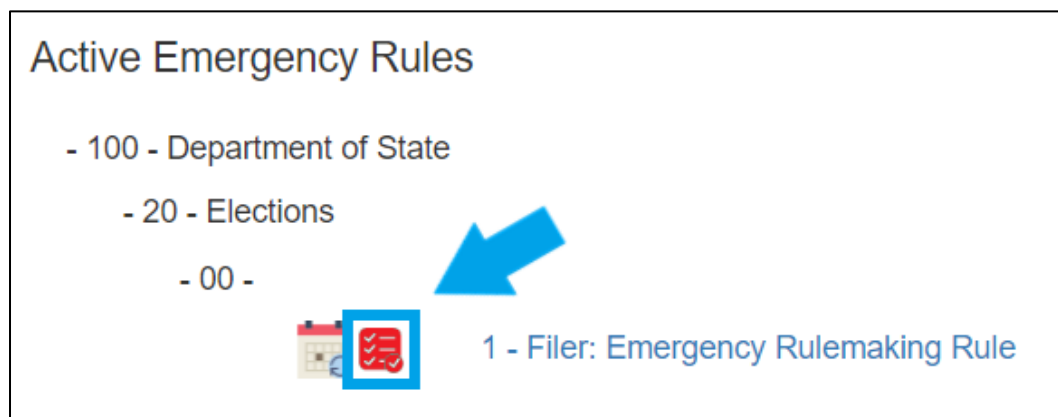 Active Emergency Rules
- 100 - Department of State
- 20 - Elections
- 00 -
1 - Filer: Emergency Rulemaking Rule